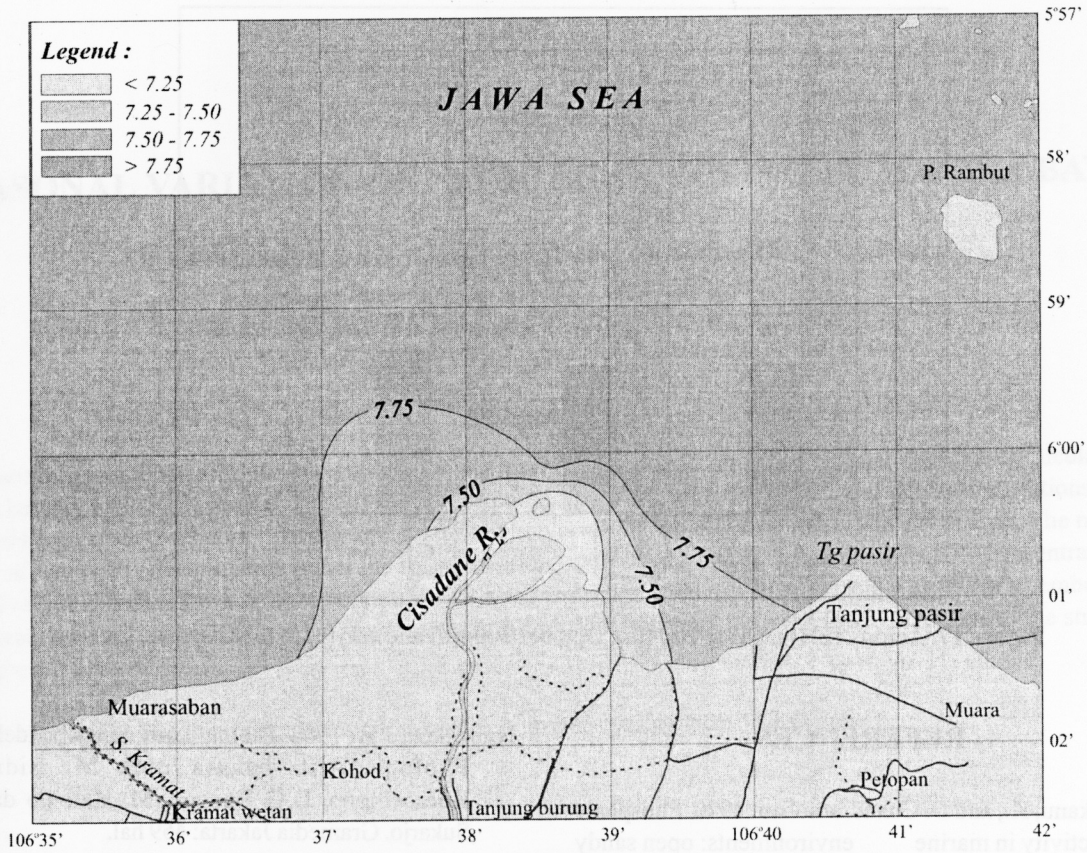 5°57'
Legend :
< 7.25
7.25 - 7.50
7.50 - 7.75
> 7.75
JAWA SEA
58'
P. Rambut
59'
7.75
6°00'
7.50
Cisadane R.
7.75
Tg pasir
7.50
01'
Tanjung pasir
Muarasaban
Muara
S. Kramat
02'
Kohod
Petopan
Kramat wetan
Tanjung burung
106°35'
36
37
38
39'
106°40
41'
42'